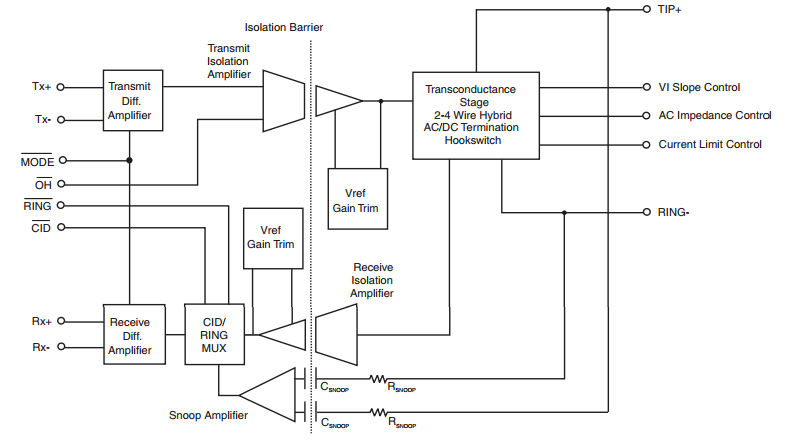 TIP+
Isolation Barrier
Transmit
Isolation
Amplifier
Tx+
Transmit
Diff.
Amplifier
Tx-
Transconductance
Stage
2-4 Wire Hybrid
AC/DC Termination
Hookswitch
VI Slope Control
AC Impedance Control
Current Limit Control
MODE
OH
RING
CID
Vref
Gain Trim
RING-
Vref
Gain Trim
Receive
Isolation
Amplifier
Rx+
Rx-
Receive
Diff.
Amplifier
CID/
RING
MUX
CSNOOP
RSNOOP
Snoop Amplifier
CSNOOP
RSNOOP